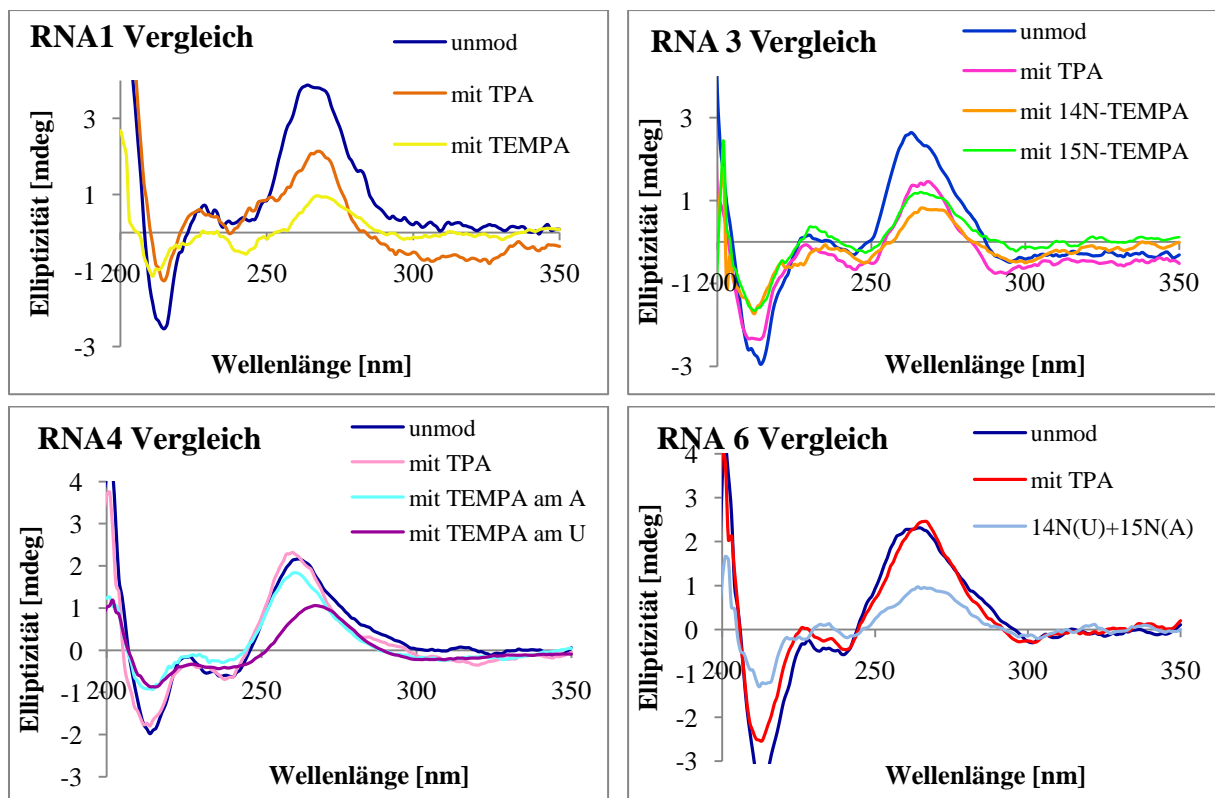 RNA1 Vergleich
unmod
mit TPA
mit TEMPA
Elliptizität [mdeg]
3
1
-1
-3
200
250
300
350
Wellenlänge [nm]
RNA 3 Vergleich
unmod
mit TPA
mit 14N-TEMPA
mit 15N-TEMPA
Elliptizität [mdeg]
3
1
-1
-3
200
250
300
350
Wellenlänge [nm]
RNA4 Vergleich
unmod
mit TPA
mit TEMPA am A
mit TEMPA am U
Elliptizität [mdeg]
4
3
2
1
0
-1
-2
-3
200
250
300
350
Wellenlänge [nm]
RNA 6 Vergleich
unmod
mit TPA
14N(U)+15N(A)
Elliptizität [mdeg]
4
3
2
1
0
-1
-2
-3
200
250
300
350
Wellenlänge [nm]